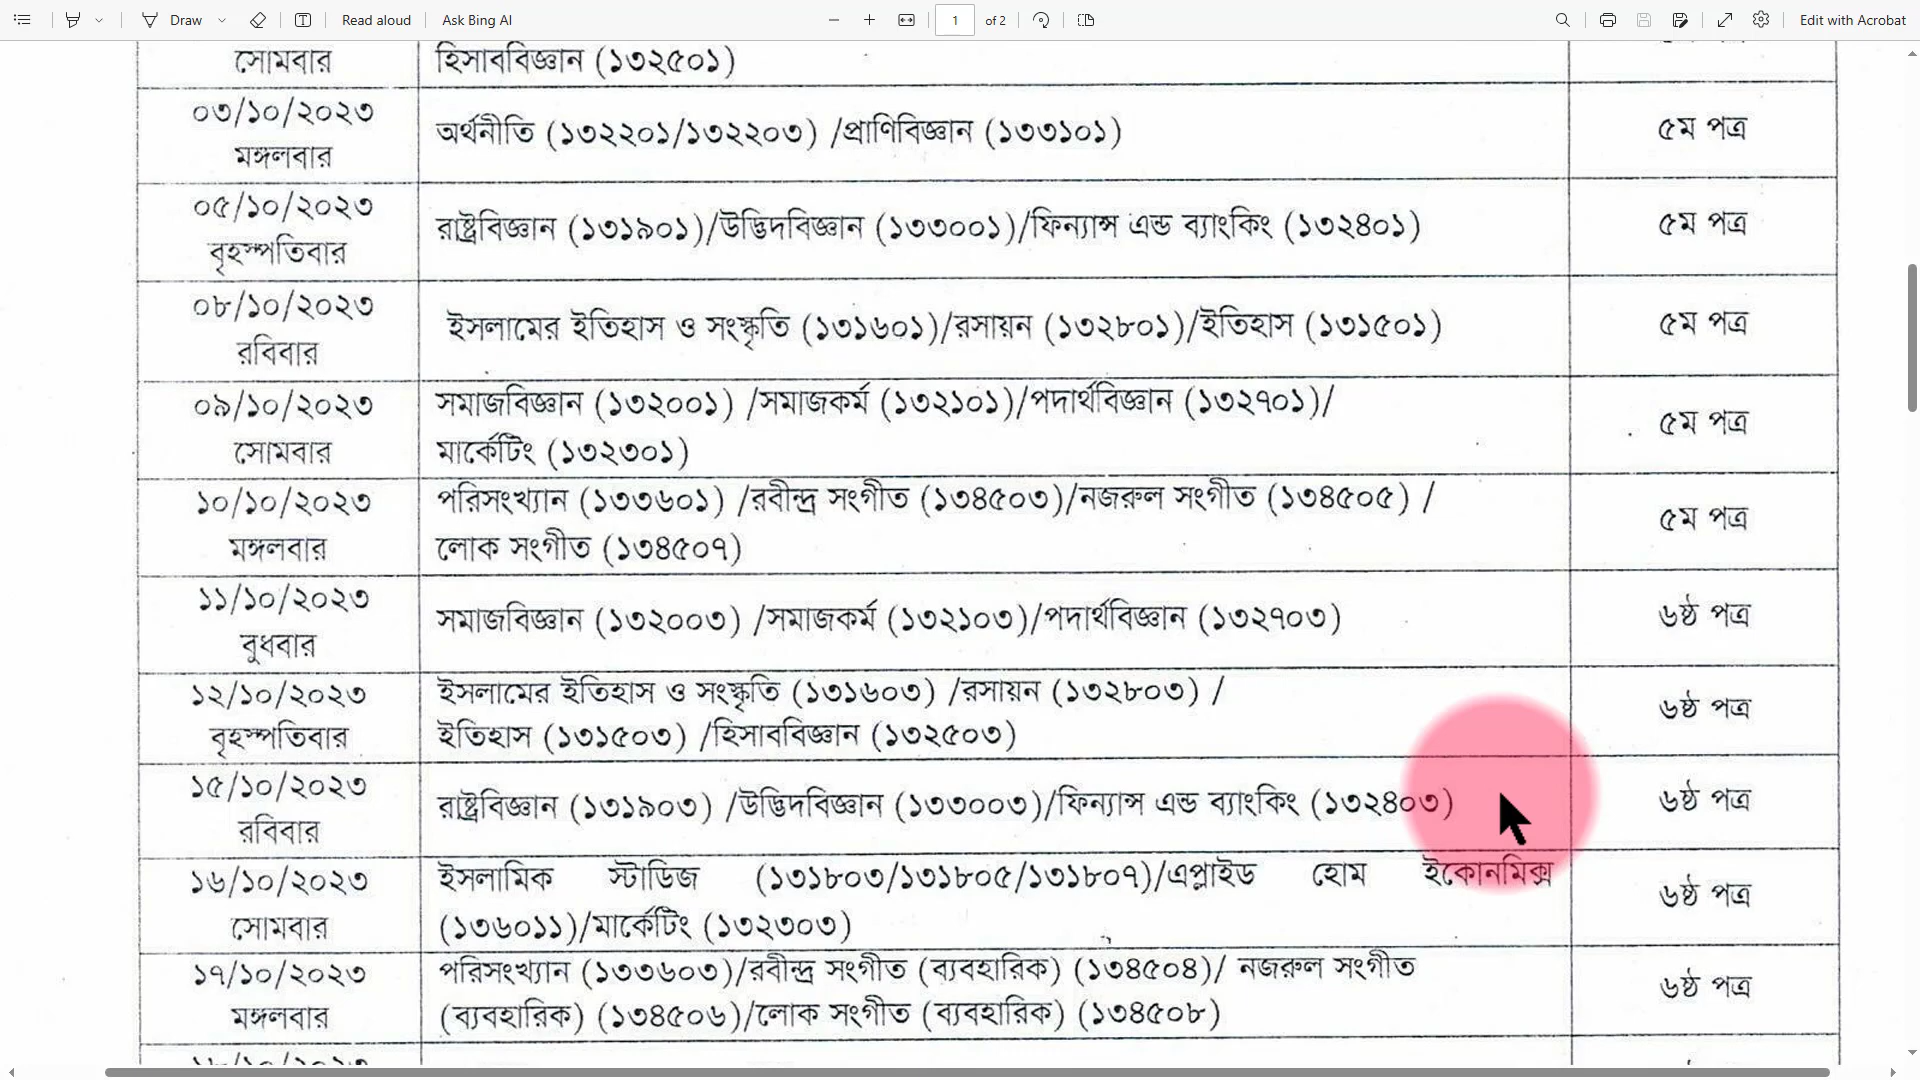 Draw
Read aloud
Ask Bing AI
1
of 2
Edit with Acrobat
সোমবার
হিসাববিজ্ঞান (১৩২৫০১)
০৩/১০/২০২৩
মঙ্গলবার
অর্থনীতি (১৩২২০১/১৩২২০৩) /প্রাণিবিজ্ঞান (১৩৩১০১)
৫ম পত্র
০৫/১০/২০২৩
বৃহস্পতিবার
রাষ্ট্রবিজ্ঞান (১৩১৯০১)/উদ্ভিদবিজ্ঞান (১৩৩০০১)/ফিন্যান্স এন্ড ব্যাংকিং (১৩২৪০১)
৫ম পত্র
০৮/১০/২০২৩
রবিবার
ইসলামের ইতিহাস ও সংস্কৃতি (১৩১৬০১)/রসায়ন (১৩২৮০১)/ইতিহাস (১৩১৫০১)
৫ম পত্র
০৯/১০/২০২৩
সোমবার
সমাজবিজ্ঞান (১৩২০০১) /সমাজকর্ম (১৩২১০১)/পদার্থবিজ্ঞান (১৩২৭০১)/
মার্কেটিং (১৩২৩০১)
৫ম পত্র
১০/১০/২০২৩
মঙ্গলবার
পরিসংখ্যান (১৩৩৬০১) /রবীন্দ্র সংগীত (১৩৪৫০৩)/নজরুল সংগীত (১৩৪৫০৫) /
লোক সংগীত (১৩৪৫০৭)
৫ম পত্র
১১/১০/২০২৩
বুধবার
সমাজবিজ্ঞান (১৩২০০৩) /সমাজকর্ম (১৩২১০৩)/পদার্থবিজ্ঞান (১৩২৭০৩)
৬ষ্ঠ পত্র
১২/১০/২০২৩
বৃহস্পতিবার
ইসলামের ইতিহাস ও সংস্কৃতি (১৩১৬০৩) /রসায়ন (১৩২৮০৩) /
ইতিহাস (১৩১৫০৩) /হিসাববিজ্ঞান (১৩২৫০৩)
৬ষ্ঠ পত্র
১৫/১০/২০২৩
রবিবার
রাষ্ট্রবিজ্ঞান (১৩১৯০৩) /উদ্ভিদবিজ্ঞান (১৩৩০০৩)/ফিন্যান্স এন্ড ব্যাংকিং (১৩২৪০৩)
৬ষ্ঠ পত্র
১৬/১০/২০২৩
সোমবার
ইসলামিক স্টাডিজ (১৩১৮০৩/১৩১৮০৫/১৩১৮০৭)/এপ্লাইড হোম ইকোনমিক্স
(১৩৬০১১)/মার্কেটিং (১৩২৩০৩)
৬ষ্ঠ পত্র
১৭/১০/২০২৩
মঙ্গলবার
পরিসংখ্যান (১৩৩৬০৩)/রবীন্দ্র সংগীত (ব্যবহারিক) (১৩৪৫০৪)/ নজরুল সংগীত
(ব্যবহারিক) (১৩৪৫০৬)/লোক সংগীত (ব্যবহারিক) (১৩৪৫০৮)
৬ষ্ঠ পত্র